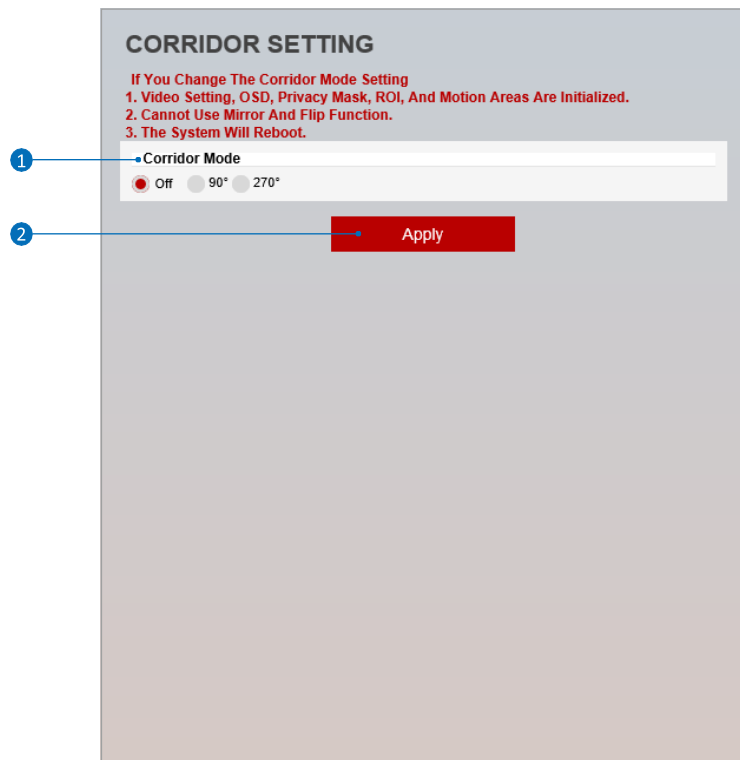 CORRIDOR SETTING
If You Change The Corridor Mode Setting
1. Video Setting, OSD, Privacy Mask, ROI, And Motion Areas Are Initialized.
2. Cannot Use Mirror And Flip Function.
3. The System Will Reboot.
1 Corridor Mode
Off 90° 270°
2 Apply